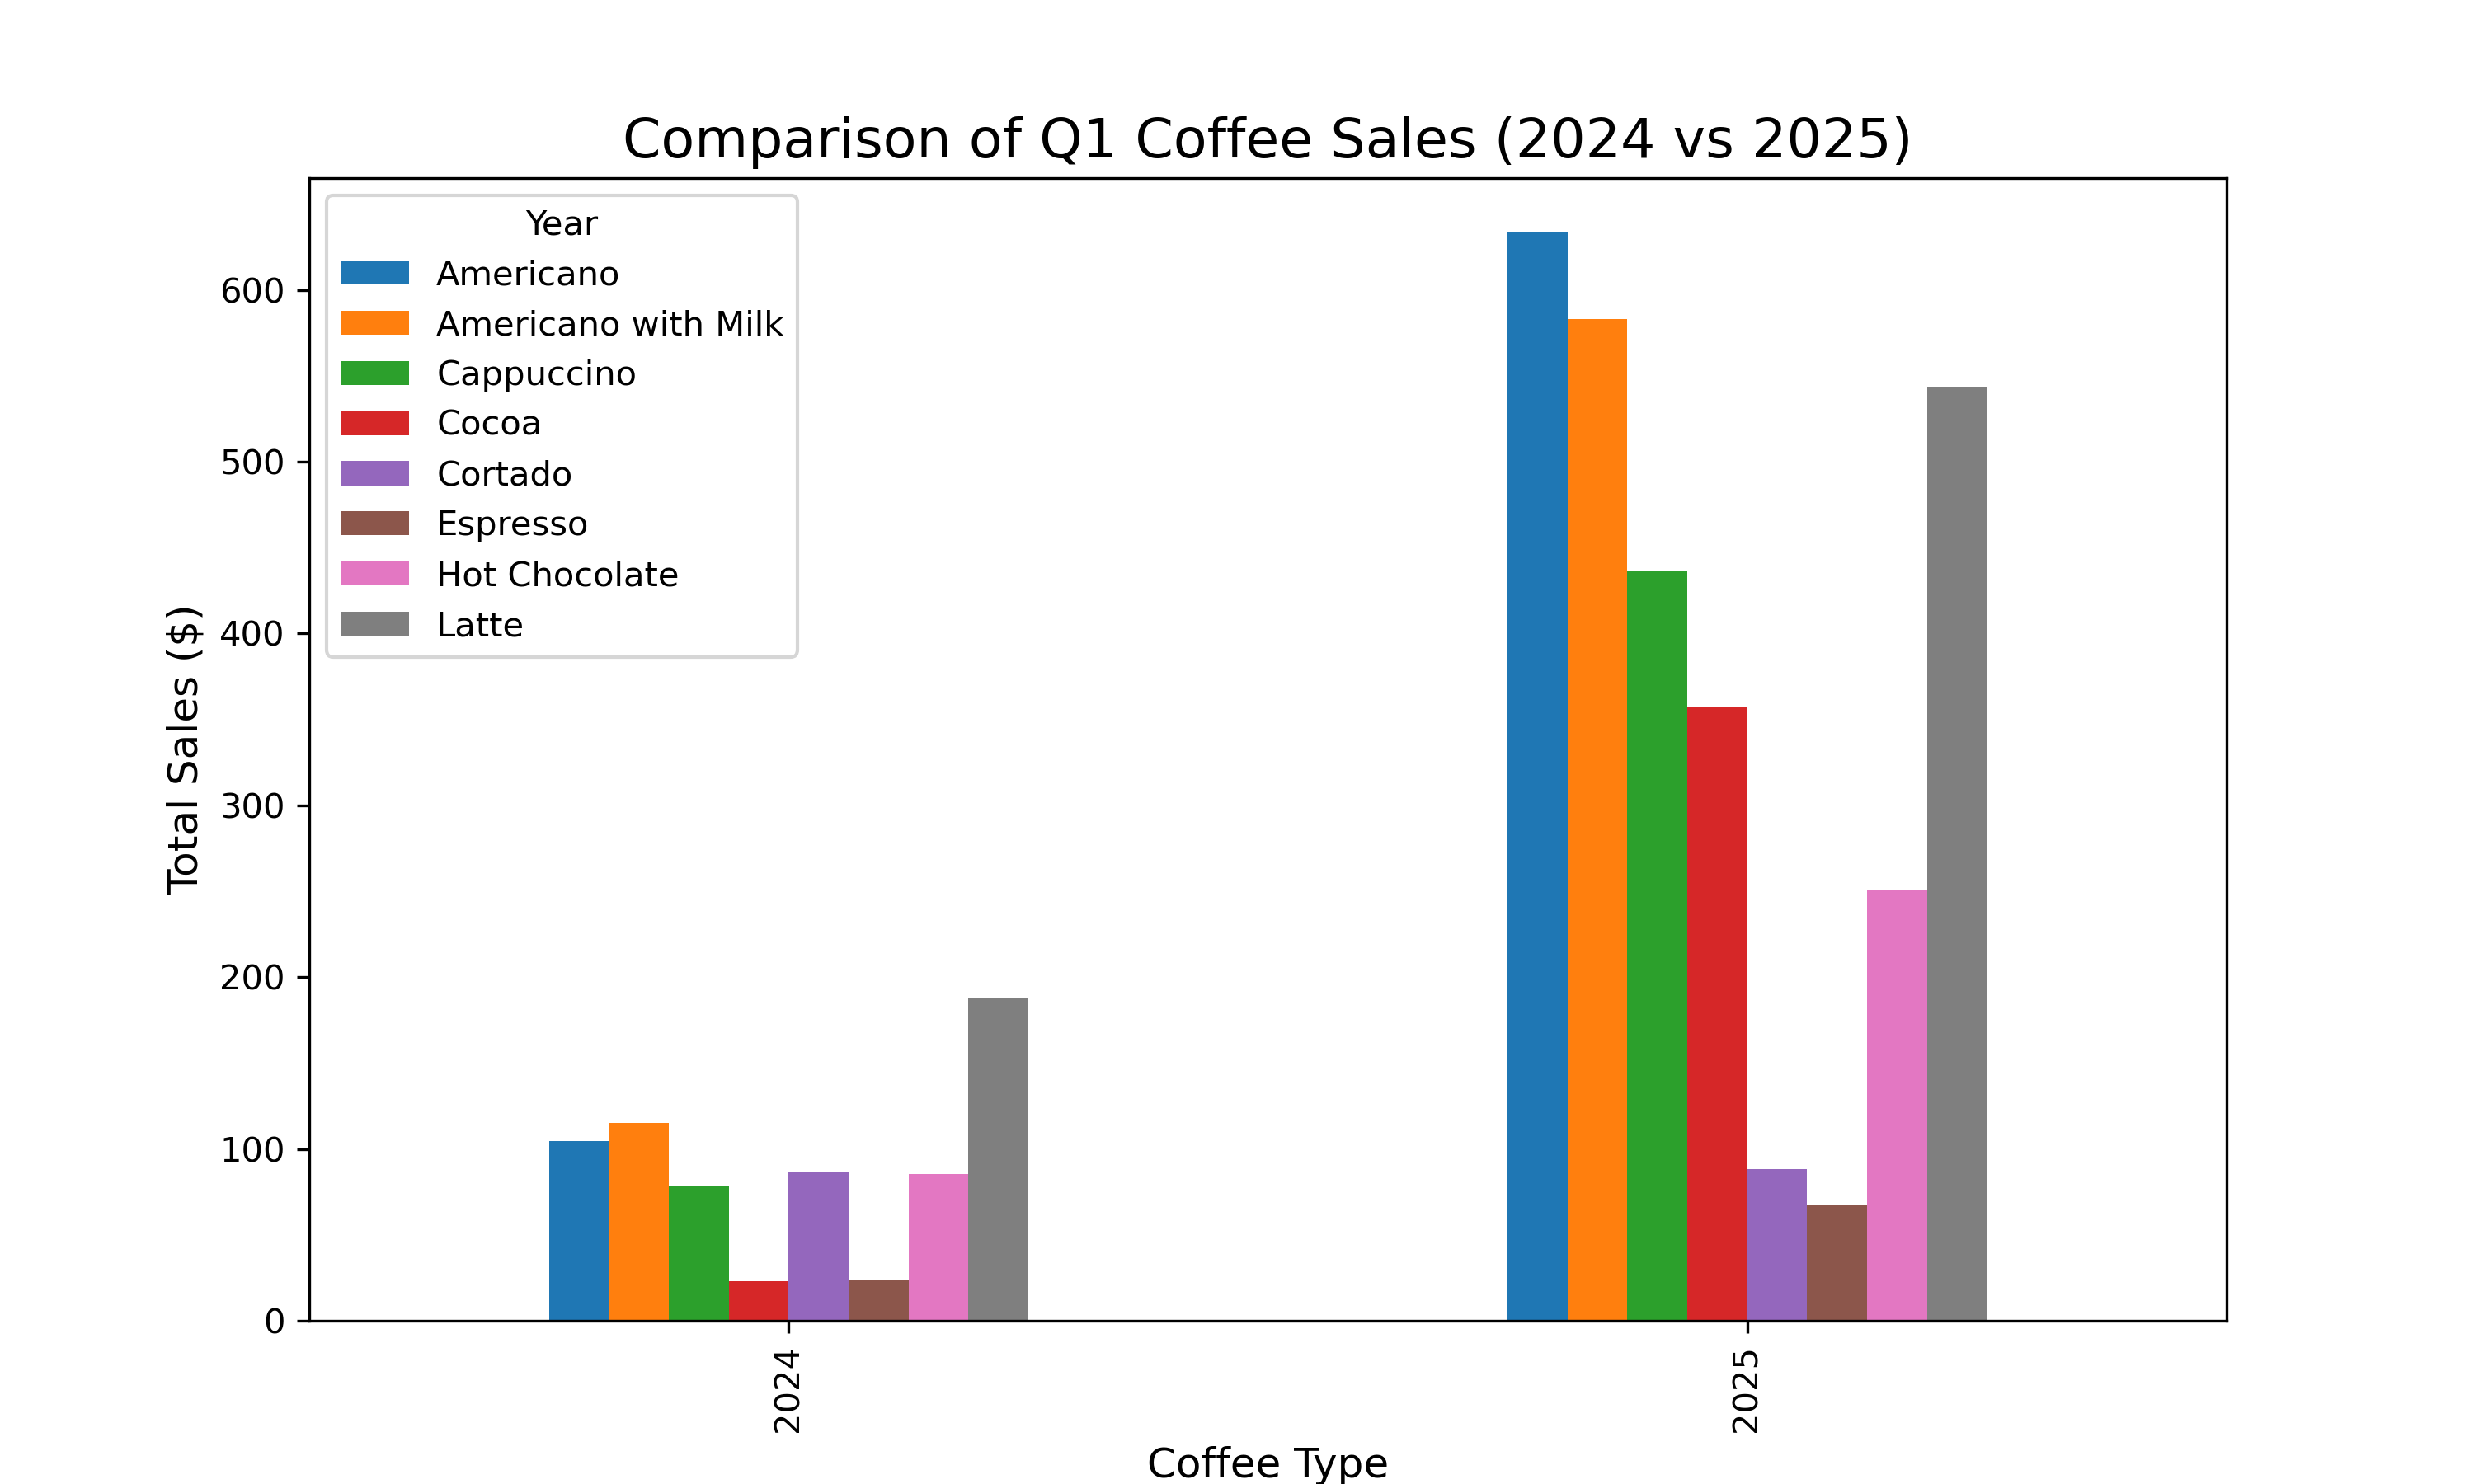 Comparison of Q1 Coffee Sales (2024 vs 2025)
Year
Americano
Americano with Milk
Cappuccino
Cocoa
Cortado
Espresso
Hot Chocolate
Latte
Total Sales ($)
600
500
400
300
200
100
0
2024
2025
Coffee Type